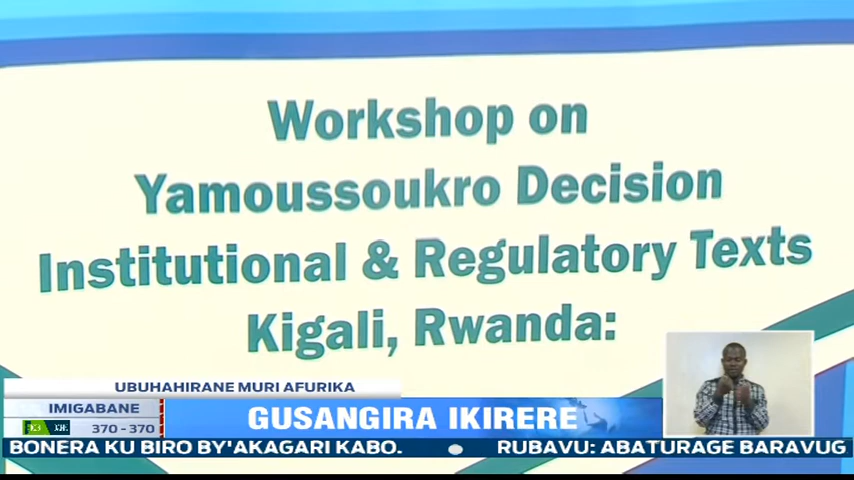 Workshop on
Yamoussoukro Decision
Institutional & Regulatory Texts
Kigali, Rwanda:
UBUHAHIRANE MURI AFURIKA
IMIGABANE
GUSANGIRA IKIRERE
370 - 370
BONERA KU BIRO BY'AKAGARI KABO. RUBAVU: ABATURAGE BARAVUG